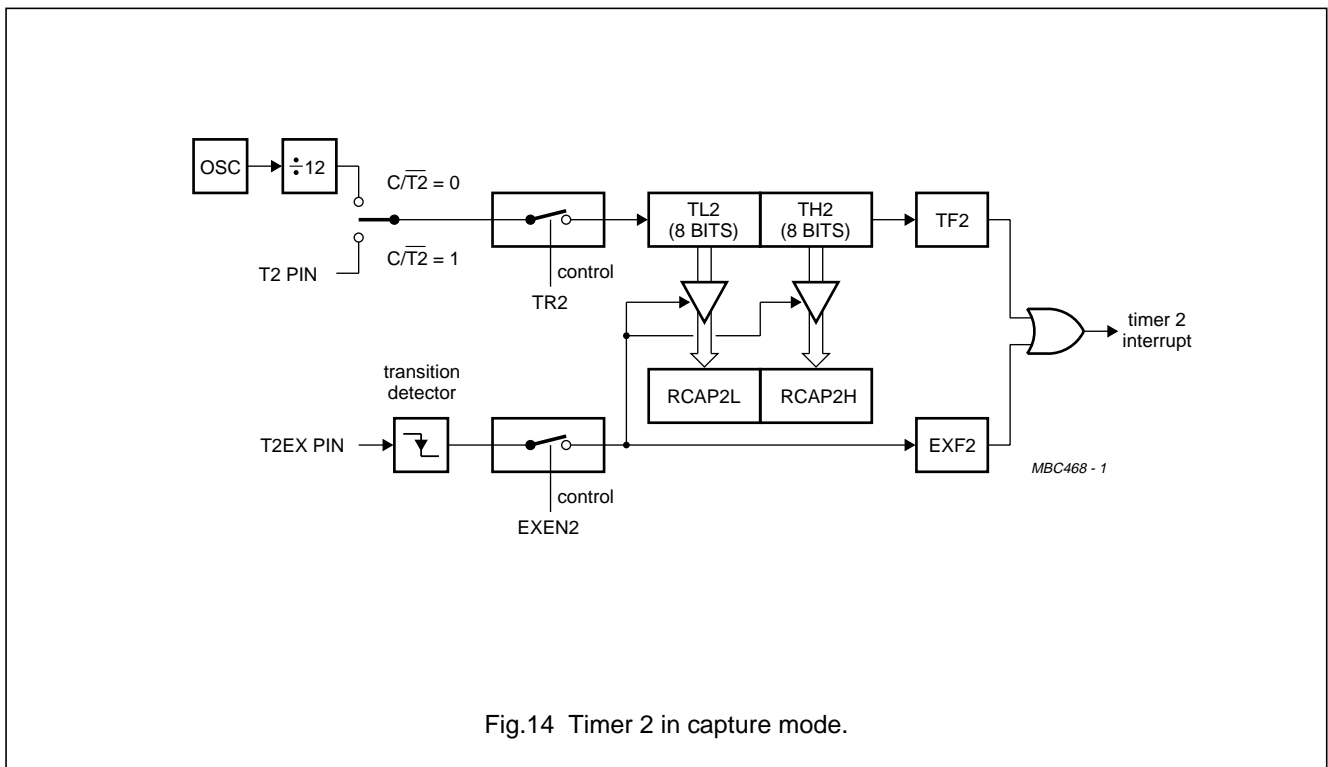 OSC
÷12
C/T2 = 0
C/T2 = 1
T2 PIN
control
TR2
TL2
(8 BITS)
TH2
(8 BITS)
TF2
RCAP2L
RCAP2H
timer 2
interrupt
transition
detector
T2EX PIN
control
EXEN2
EXF2
MBC468 - 1
Fig.14 Timer 2 in capture mode.